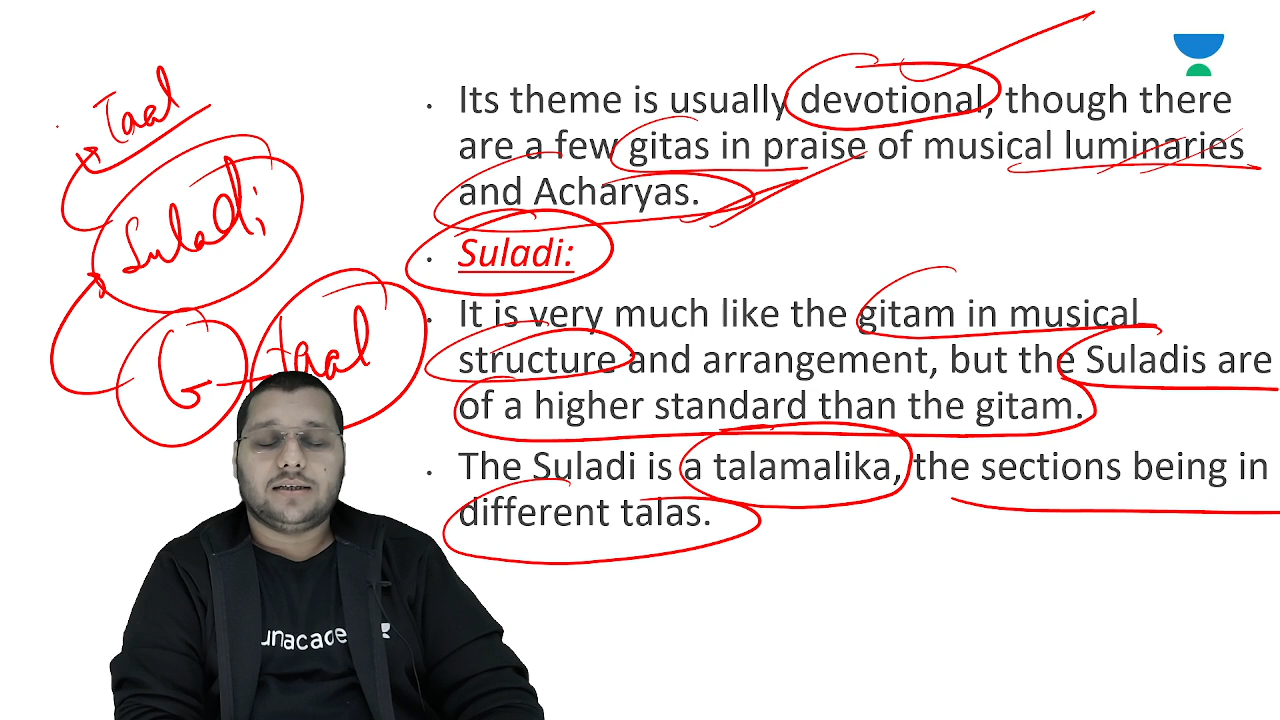 • Its theme is usually devotional, though there
are a few gitas in praise of musical luminaries
and Acharyas.
• Suladi:
• It is very much like the gitam in musical
structure and arrangement, but the Suladis are
of a higher standard than the gitam.
• The Suladi is a talamalika, the sections being in
different talas.
Taal
Suladi
G - taal
unacade